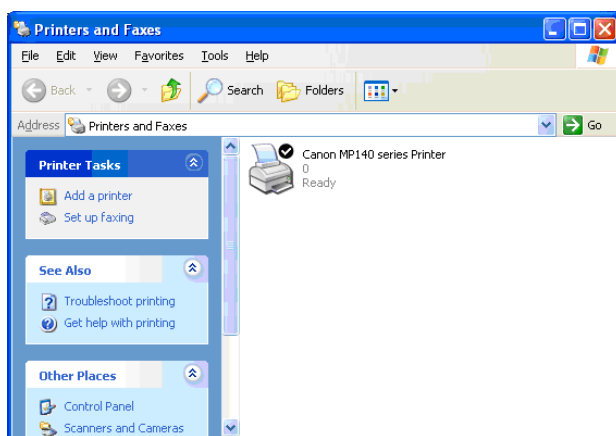 Printers and Faxes
File Edit View Favorites Tools Help
Back Search Folders
Address Printers and Faxes Go
Printer Tasks
Add a printer
Set up faxing
See Also
Troubleshoot printing
Get help with printing
Other Places
Control Panel
Scanners and Cameras
Canon MP140 series Printer
0
Ready